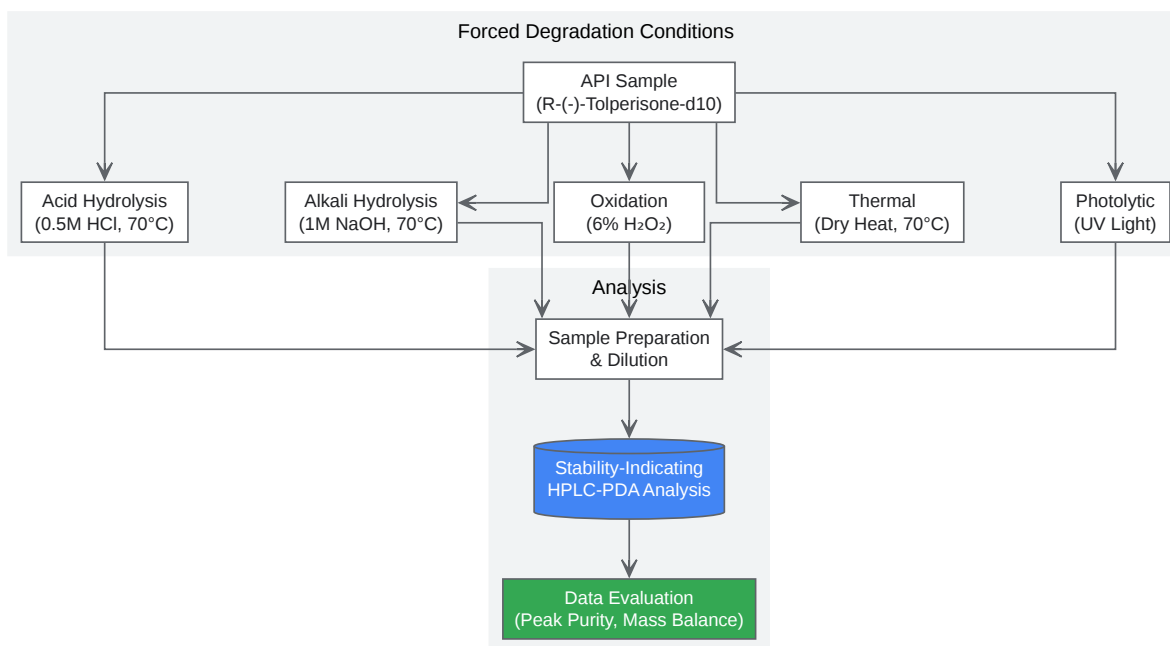 Forced Degradation Conditions
API Sample
(R-(-)-Tolperisone-d10)
Acid Hydrolysis
(0.5M HCl, 70°C)
Alkali Hydrolysis
(1M NaOH, 70°C)
Oxidation
(6% H₂O₂)
Thermal
(Dry Heat, 70°C)
Photolytic
(UV Light)
Analysis
Sample Preparation
& Dilution
Stability-Indicating
HPLC-PDA Analysis
Data Evaluation
(Peak Purity, Mass Balance)